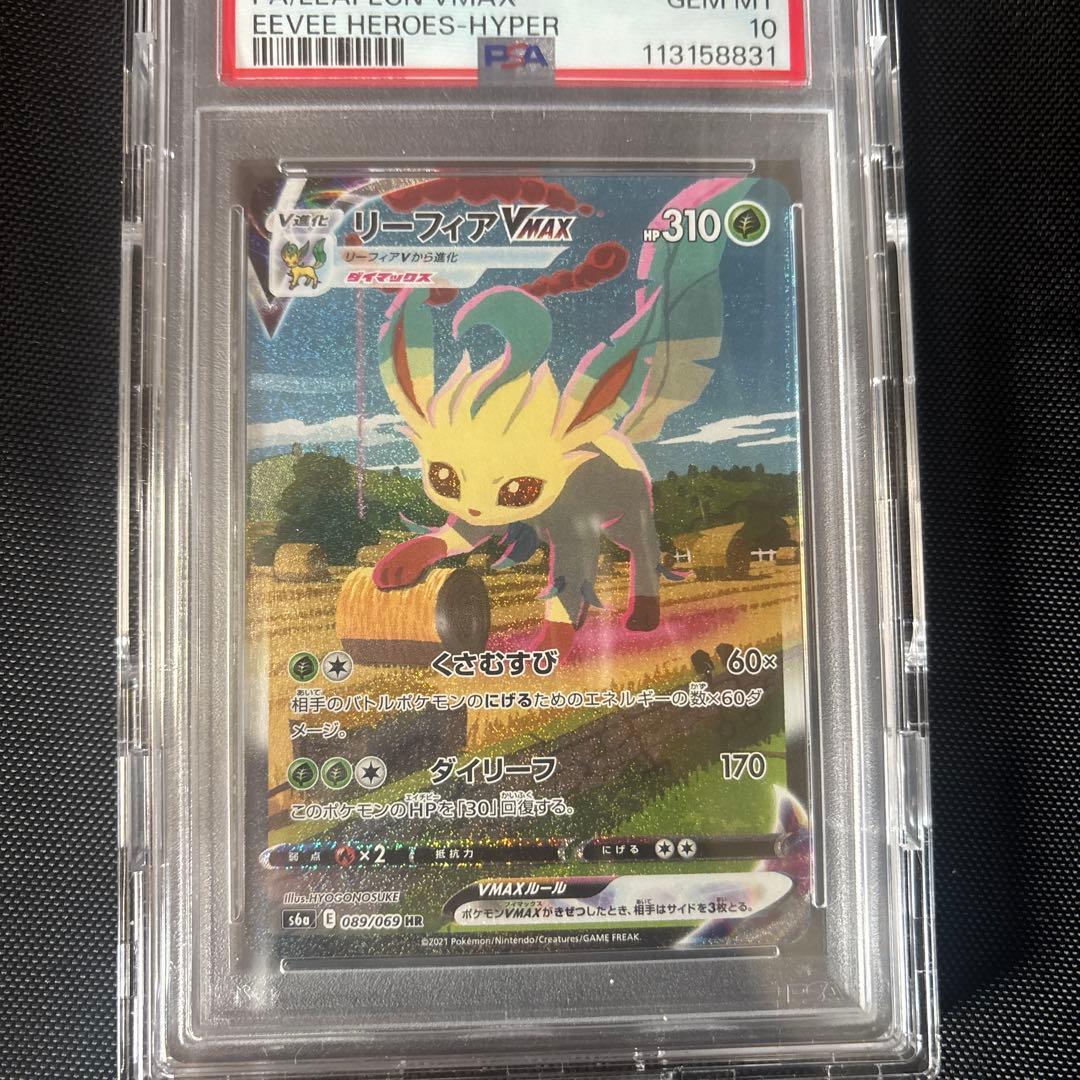 FA/LEAFEON VMAX
GEM MT
EEVEE HEROES-HYPER
10
PSA
113158831
V進化
リーフィアVMAX
HP310
リーフィアVから進化
ダイマックス
くさむすび 60×
相手のバトルポケモンのにげるためのエネルギーの数×60ダ
メージ。
ダイリーフ 170
このポケモンのHPを「30」回復する。
弱点 ×2 抵抗力 にげる
Illus.HYOGONOSUKE
VMAXルール
ポケモンVMAXがきぜつしたとき、相手はサイドを3枚とる。
s6a E 089/069 HR
©2021 Pokémon/Nintendo/Creatures/GAME FREAK.
PSA